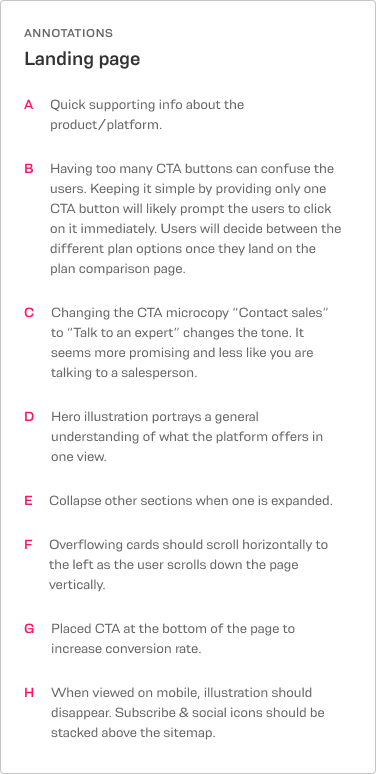 ANNOTATIONS
Landing page
A Quick supporting info about the
product/platform.
B Having too many CTA buttons can confuse the
users. Keeping it simple by providing only one
CTA button will likely prompt the users to click
on it immediately. Users will decide between the
different plan options once they land on the
plan comparison page.
C Changing the CTA microcopy “Contact sales”
to “Talk to an expert” changes the tone. It
seems more promising and less like you are
talking to a salesperson.
D Hero illustration portrays a general
understanding of what the platform offers in
one view.
E Collapse other sections when one is expanded.
F Overflowing cards should scroll horizontally to
the left as the user scrolls down the page
vertically.
G Placed CTA at the bottom of the page to
increase conversion rate.
H When viewed on mobile, illustration should
disappear. Subscribe & social icons should be
stacked above the sitemap.